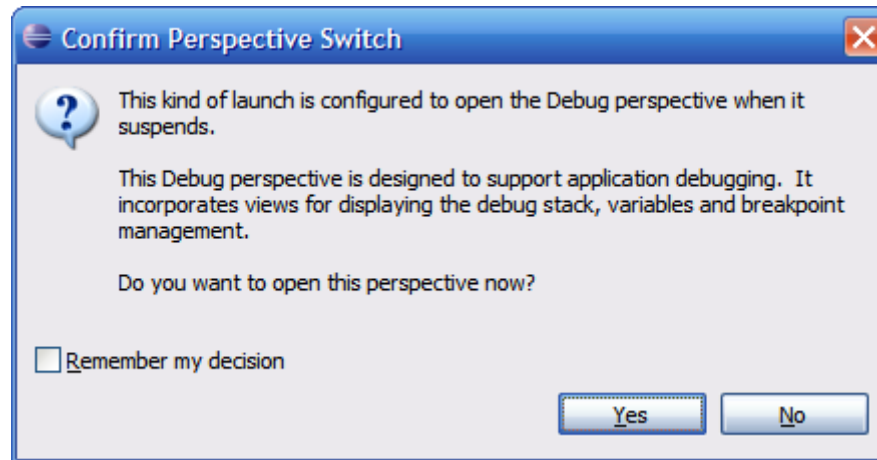 Confirm Perspective Switch
This kind of launch is configured to open the Debug perspective when it
suspends.
This Debug perspective is designed to support application debugging.  It
incorporates views for displaying the debug stack, variables and breakpoint
management.
Do you want to open this perspective now?
Remember my decision
Yes No